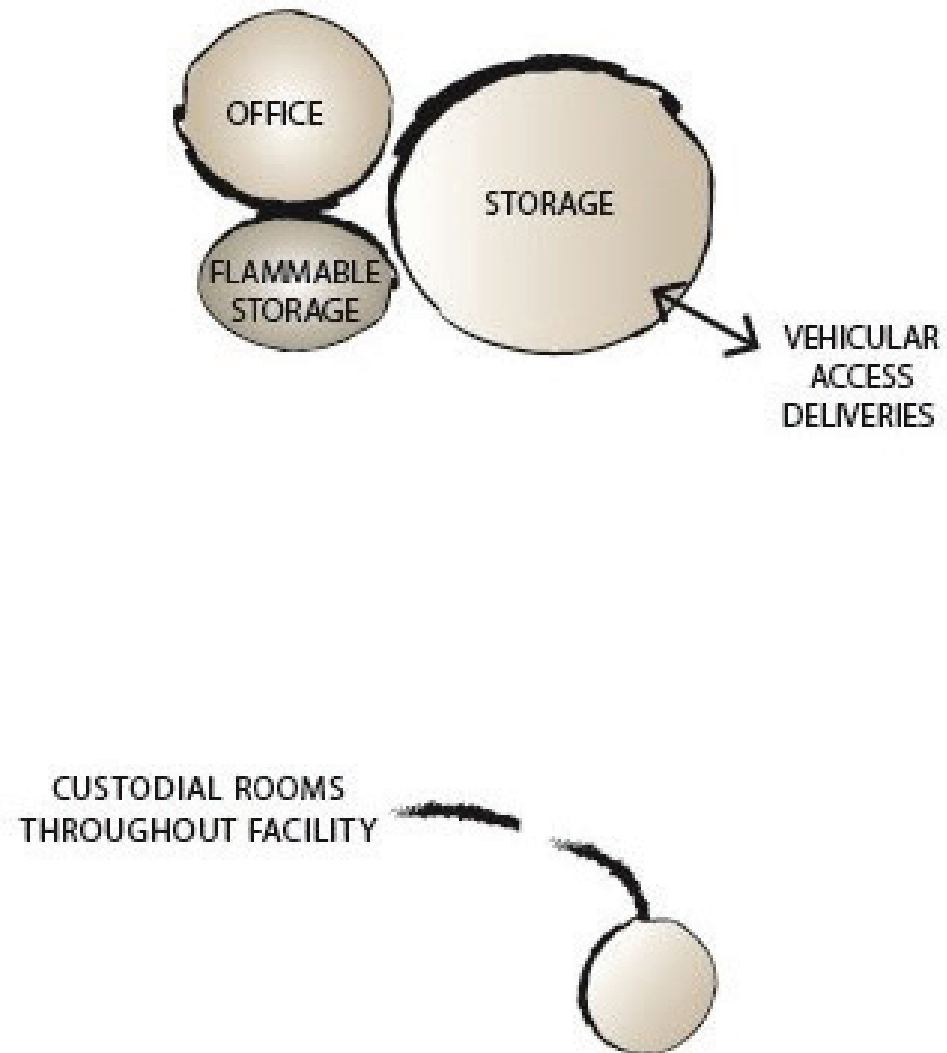 OFFICE
STORAGE
FLAMMABLE
STORAGE
VEHICULAR
ACCESS
DELIVERIES
CUSTODIAL ROOMS
THROUGHOUT FACILITY